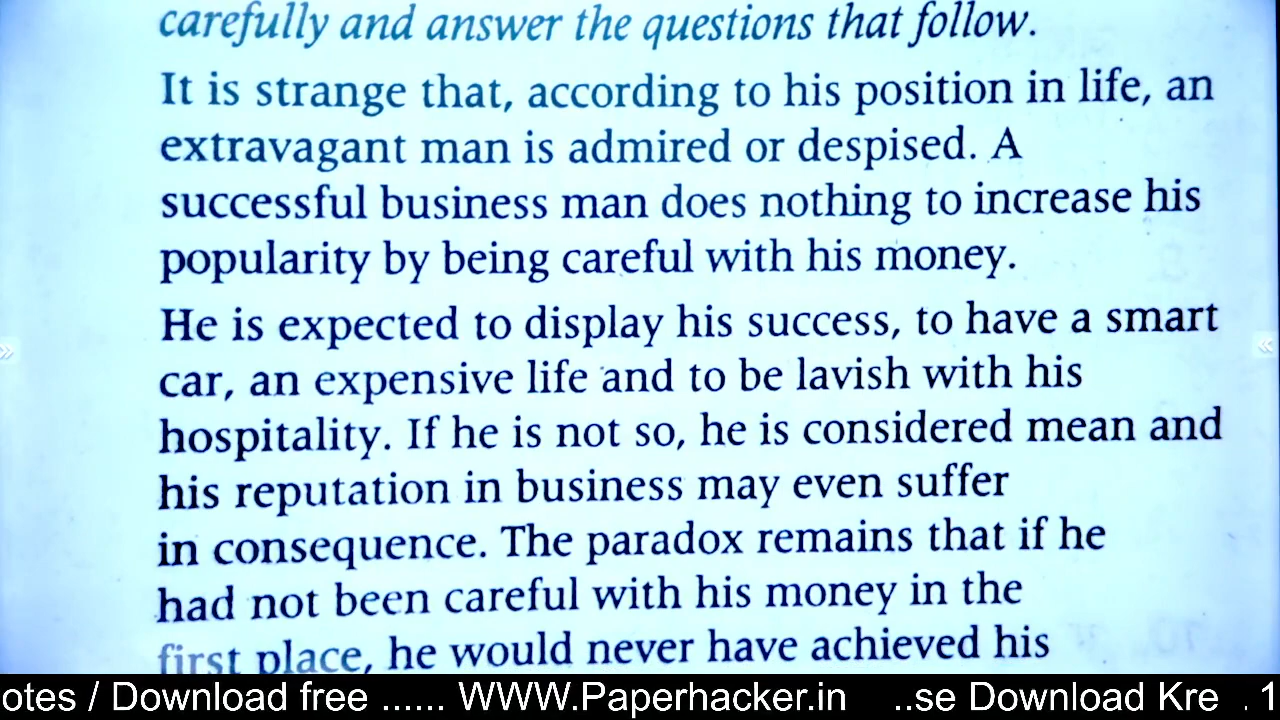 carefully and answer the questions that follow.
It is strange that, according to his position in life, an
extravagant man is admired or despised. A
successful business man does nothing to increase his
popularity by being careful with his money.
He is expected to display his success, to have a smart
car, an expensive life and to be lavish with his
hospitality. If he is not so, he is considered mean and
his reputation in business may even suffer
in consequence. The paradox remains that if he
had not been careful with his money in the
first place, he would never have achieved his
otes / Download free ...... WWW.Paperhacker.in ..se Download Kre . 1